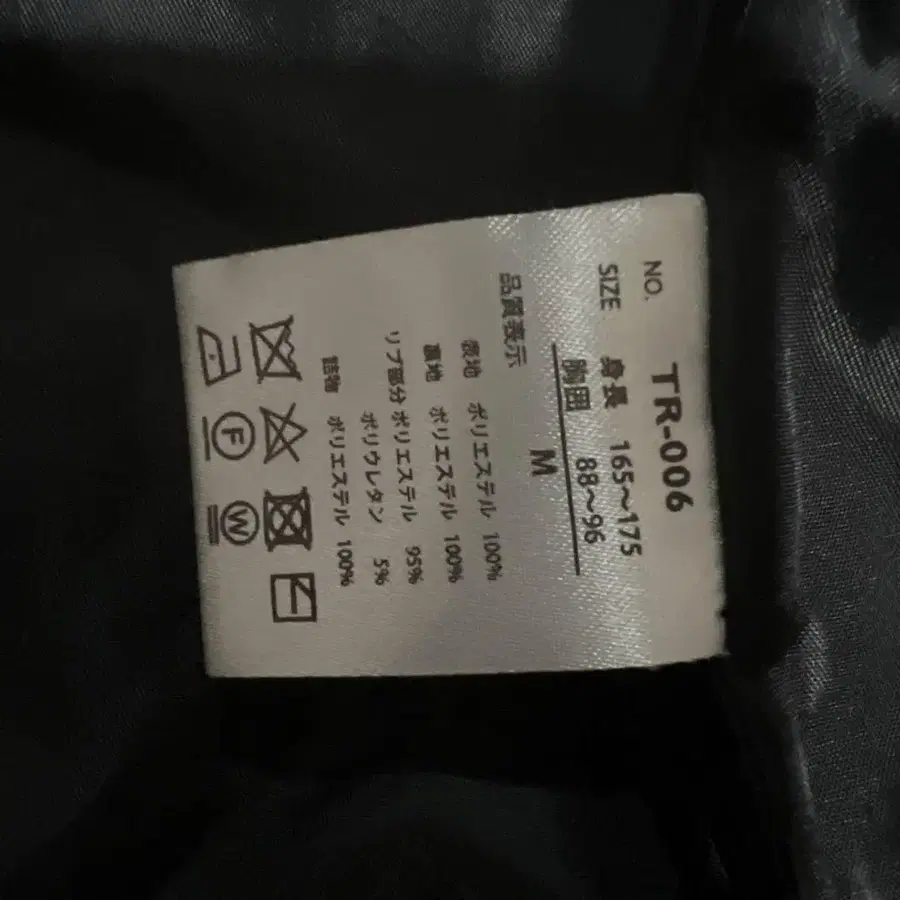 NO. TR-006
SIZE 身長 165～175
胸囲 88～96
M
品質表示
表地 ポリエステル 100%
裏地 ポリエステル 100%
リブ部分 ポリエステル 95%
ポリウレタン 5%
詰物 ポリエステル 100%
F W